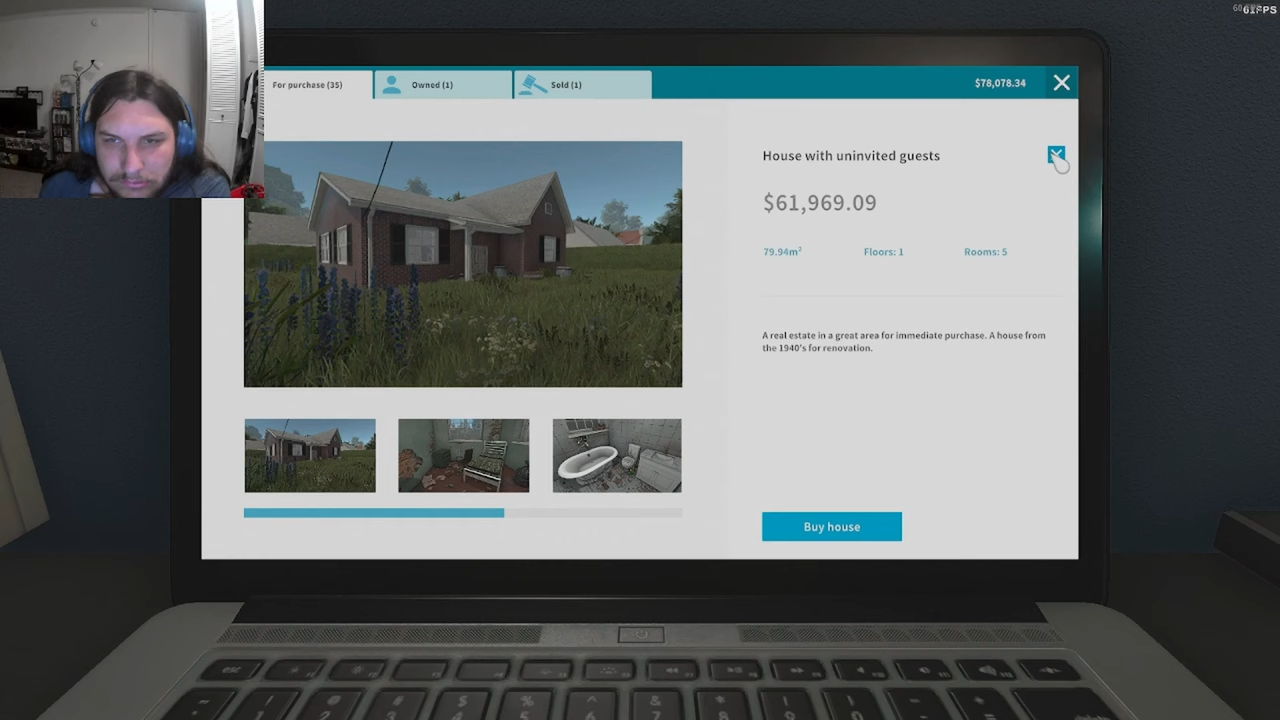 61FPS
For purchase (35)
Owned (1)
Sold (1)
$78,078.34
House with uninvited guests
$61,969.09
79.94m²
Floors: 1
Rooms: 5
A real estate in a great area for immediate purchase. A house from
the 1940's for renovation.
Buy house
esc